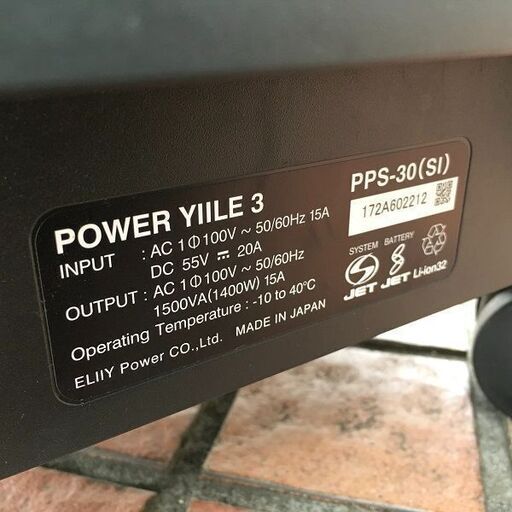 POWER YIILE 3
PPS-30(SI)
172A602212
INPUT : AC 1Φ100V ~ 50/60Hz 15A
DC 55V ⎓ 20A
OUTPUT : AC 1Φ100V ~ 50/60Hz
1500VA(1400W) 15A
Operating Temperature : -10 to 40℃
ELIIY Power CO.,Ltd. MADE IN JAPAN
SYSTEM BATTERY
JET JET Li-ion32